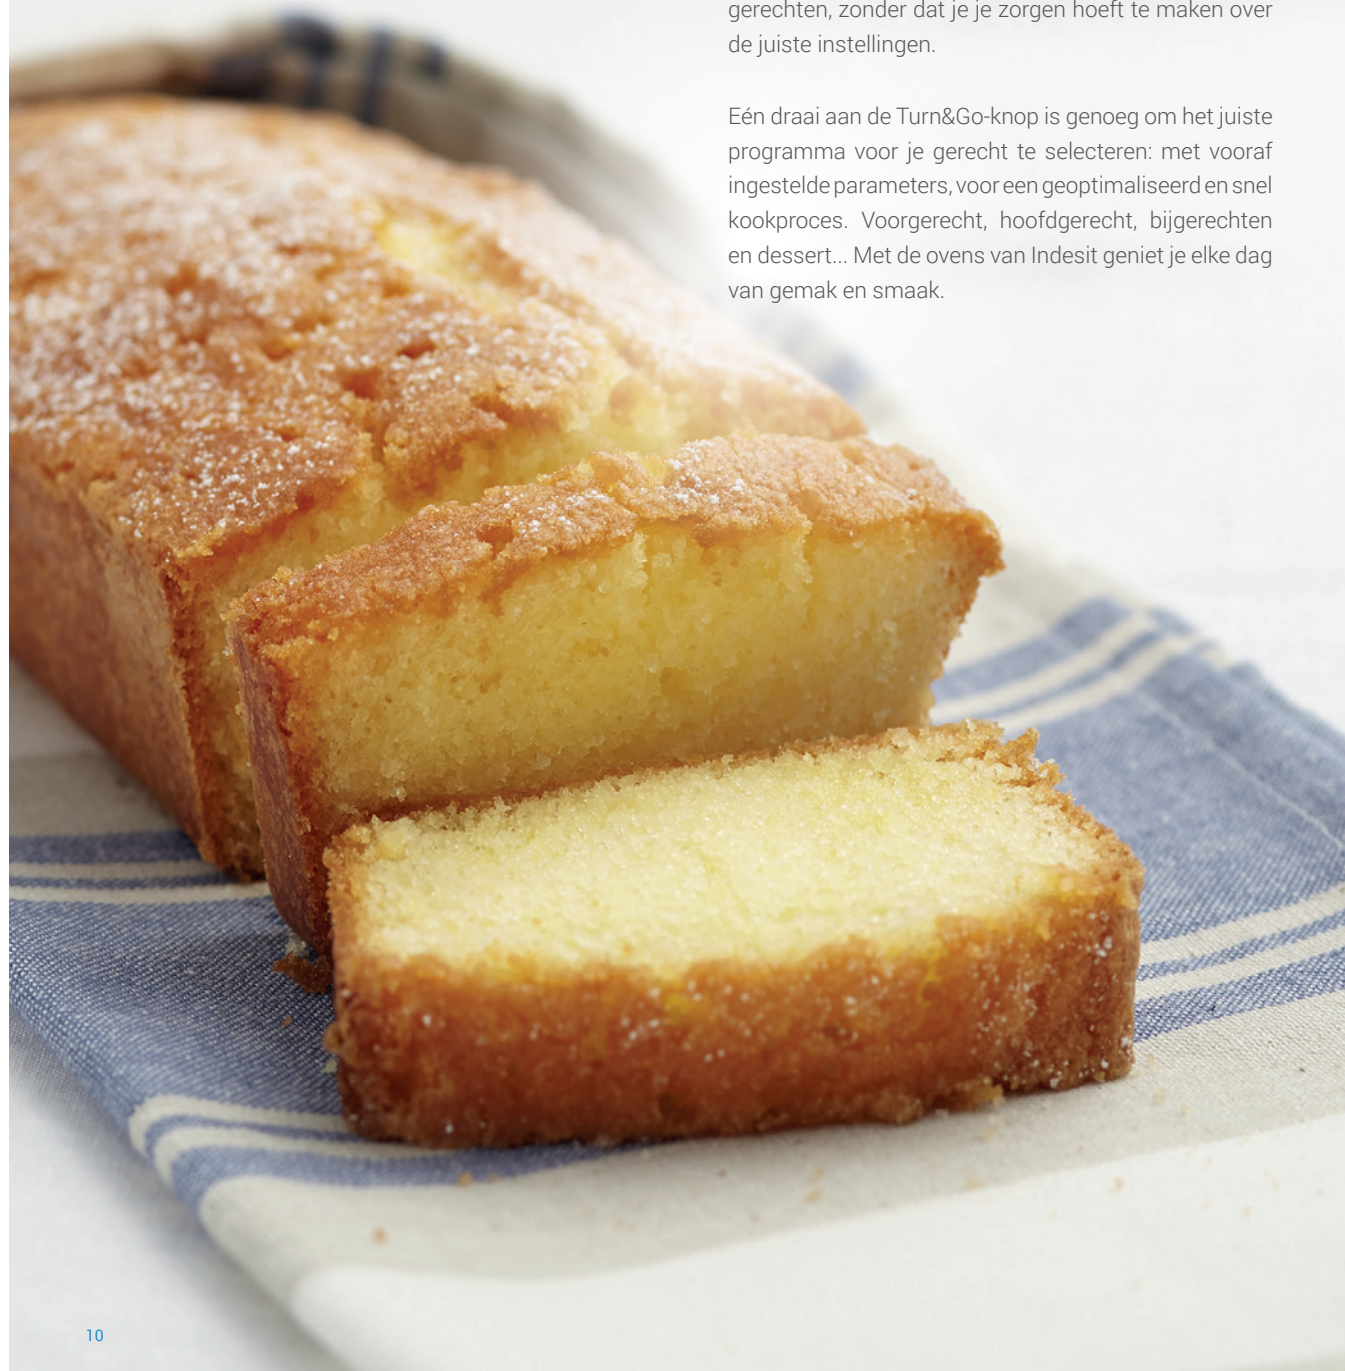 gerechten, zonder dat je je zorgen hoeft te maken over
de juiste instellingen.
Eén draai aan de Turn&Go-knop is genoeg om het juiste
programma voor je gerecht te selecteren: met vooraf
ingestelde parameters, voor een geoptimaliseerd en snel
kookproces. Voorgerecht, hoofdgerecht, bijgerechten
en dessert... Met de ovens van Indesit geniet je elke dag
van gemak en smaak.
10